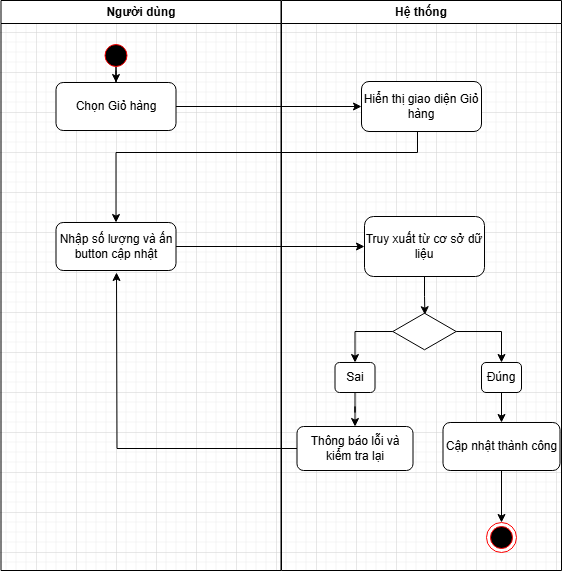 Người dùng
Hệ thống
Chọn Giỏ hàng
Hiển thị giao diện Giỏ
hàng
Nhập số lượng và ấn
button cập nhật
Truy xuất từ cơ sở dữ
liệu
Sai
Đúng
Thông báo lỗi và
kiểm tra lại
Cập nhật thành công